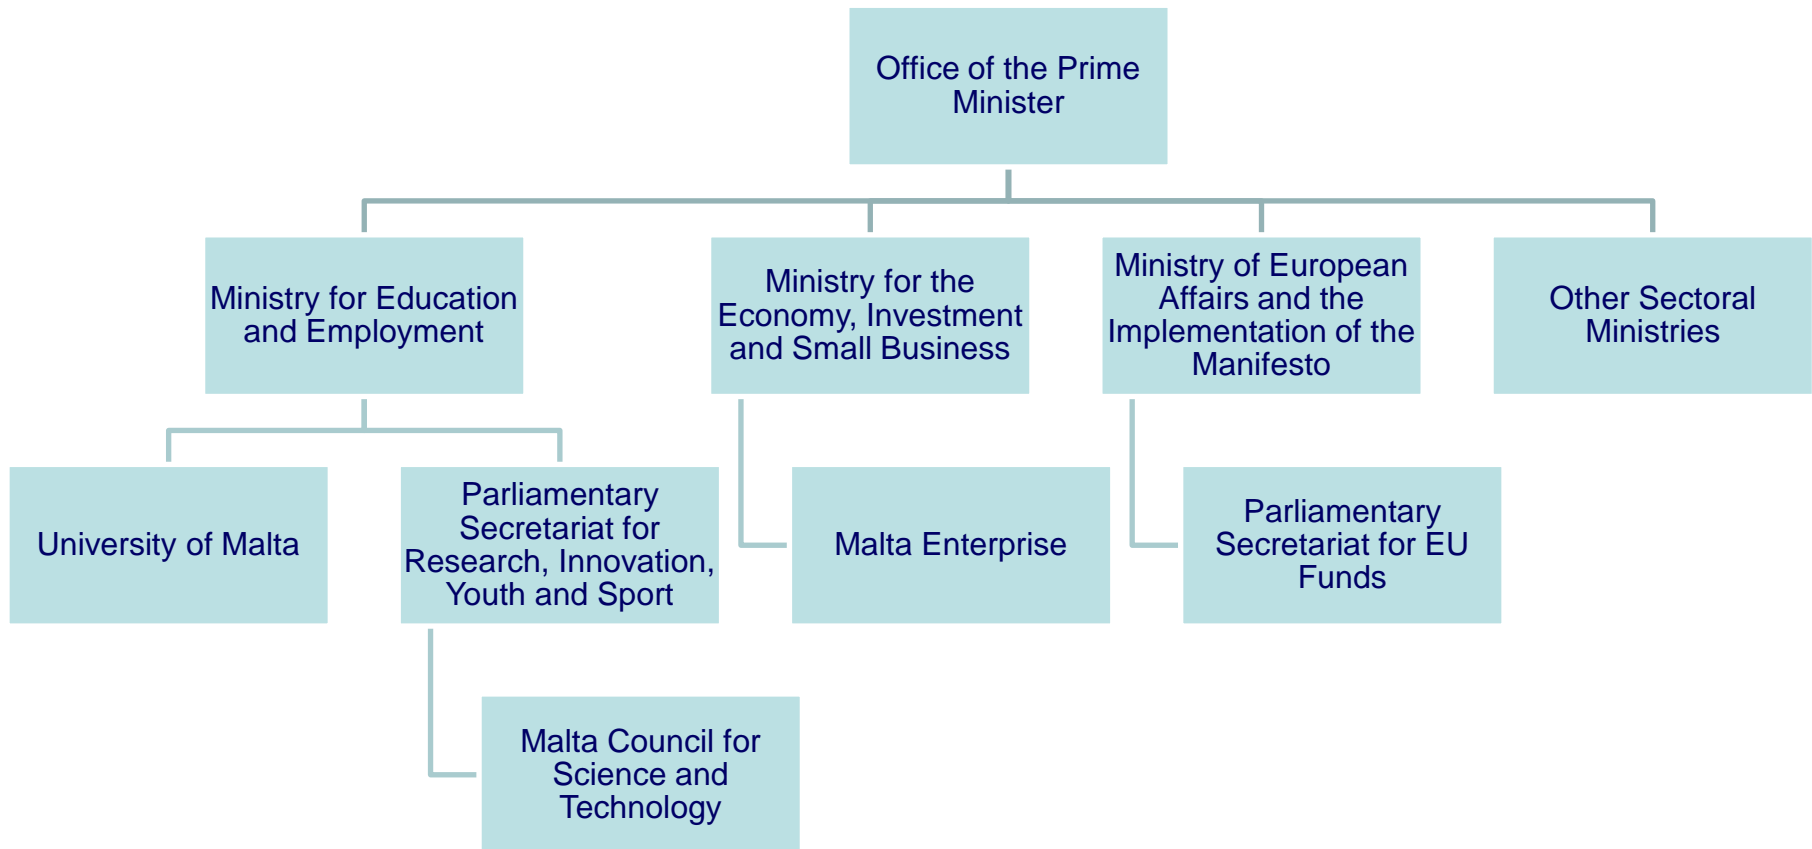 Office of the Prime
Minister
Ministry for Education
and Employment
Ministry for the
Economy, Investment
and Small Business
Ministry of European
Affairs and the
Implementation of the
Manifesto
Other Sectoral
Ministries
University of Malta
Parliamentary
Secretariat for
Research, Innovation,
Youth and Sport
Malta Enterprise
Parliamentary
Secretariat for EU
Funds
Malta Council for
Science and
Technology